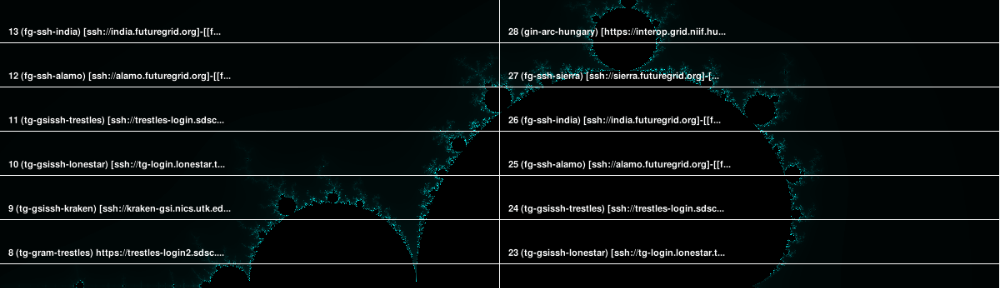 13 (fg-ssh-india) [ssh://india.futuregrid.org]-[[f...
12 (fg-ssh-alamo) [ssh://alamo.futuregrid.org]-[[f...
11 (tg-gsissh-trestles) [ssh://trestles-login.sdsc...
10 (tg-gsissh-lonestar) [ssh://tg-login.lonestar.t...
9 (tg-gsissh-kraken) [ssh://kraken-gsi.nics.utk.ed...
8 (tg-gram-trestles) https://trestles-login2.sdsc....
28 (gin-arc-hungary) [https://interop.grid.niif.hu...
27 (fg-ssh-sierra) [ssh://sierra.futuregrid.org]-[...
26 (fg-ssh-india) [ssh://india.futuregrid.org]-[[f...
25 (fg-ssh-alamo) [ssh://alamo.futuregrid.org]-[[f...
24 (tg-gsissh-trestles) [ssh://trestles-login.sdsc...
23 (tg-gsissh-lonestar) [ssh://tg-login.lonestar.t...